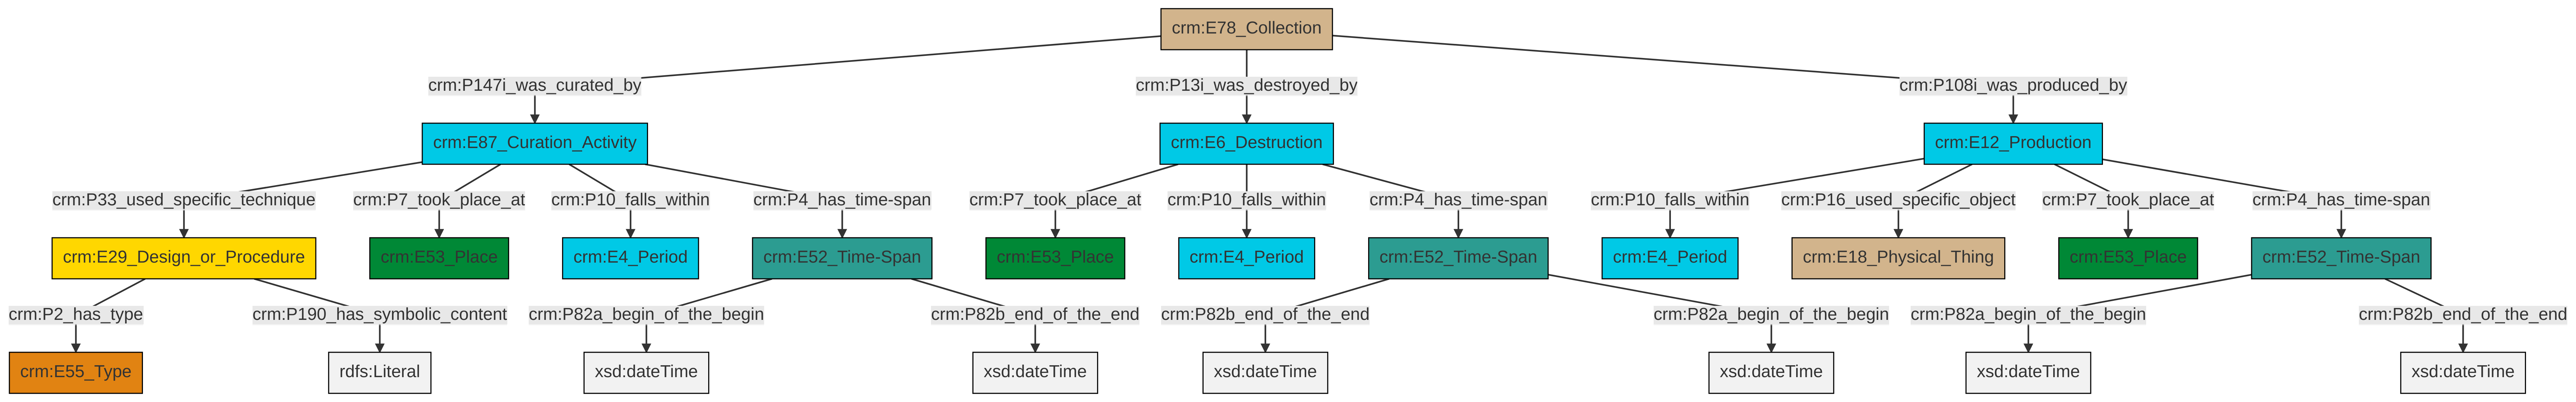 crm:E78_Collection
crm:P147i_was_curated_by
crm:P13i_was_destroyed_by
crm:P108i_was_produced_by
crm:E87_Curation_Activity
crm:E6_Destruction
crm:E12_Production
crm:P33_used_specific_technique
crm:P7_took_place_at
crm:P10_falls_within
crm:P4_has_time-span
crm:P7_took_place_at
crm:P10_falls_within
crm:P4_has_time-span
crm:P10_falls_within
crm:P16_used_specific_object
crm:P7_took_place_at
crm:P4_has_time-span
crm:E29_Design_or_Procedure
crm:E53_Place
crm:E4_Period
crm:E52_Time-Span
crm:E53_Place
crm:E4_Period
crm:E52_Time-Span
crm:E4_Period
crm:E18_Physical_Thing
crm:E53_Place
crm:E52_Time-Span
crm:P2_has_type
crm:P190_has_symbolic_content
crm:P82a_begin_of_the_begin
crm:P82b_end_of_the_end
crm:P82b_end_of_the_end
crm:P82a_begin_of_the_begin
crm:P82a_begin_of_the_begin
crm:P82b_end_of_the_end
crm:E55_Type
rdfs:Literal
xsd:dateTime
xsd:dateTime
xsd:dateTime
xsd:dateTime
xsd:dateTime
xsd:dateTime